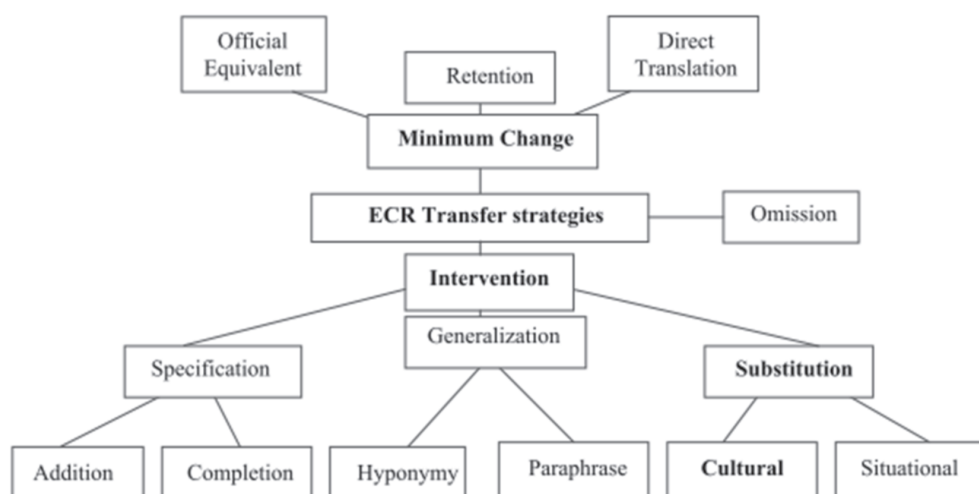 Official
Equivalent
Retention
Direct
Translation
Minimum Change
ECR Transfer strategies
Omission
Intervention
Generalization
Specification
Substitution
Addition
Completion
Hyponymy
Paraphrase
Cultural
Situational